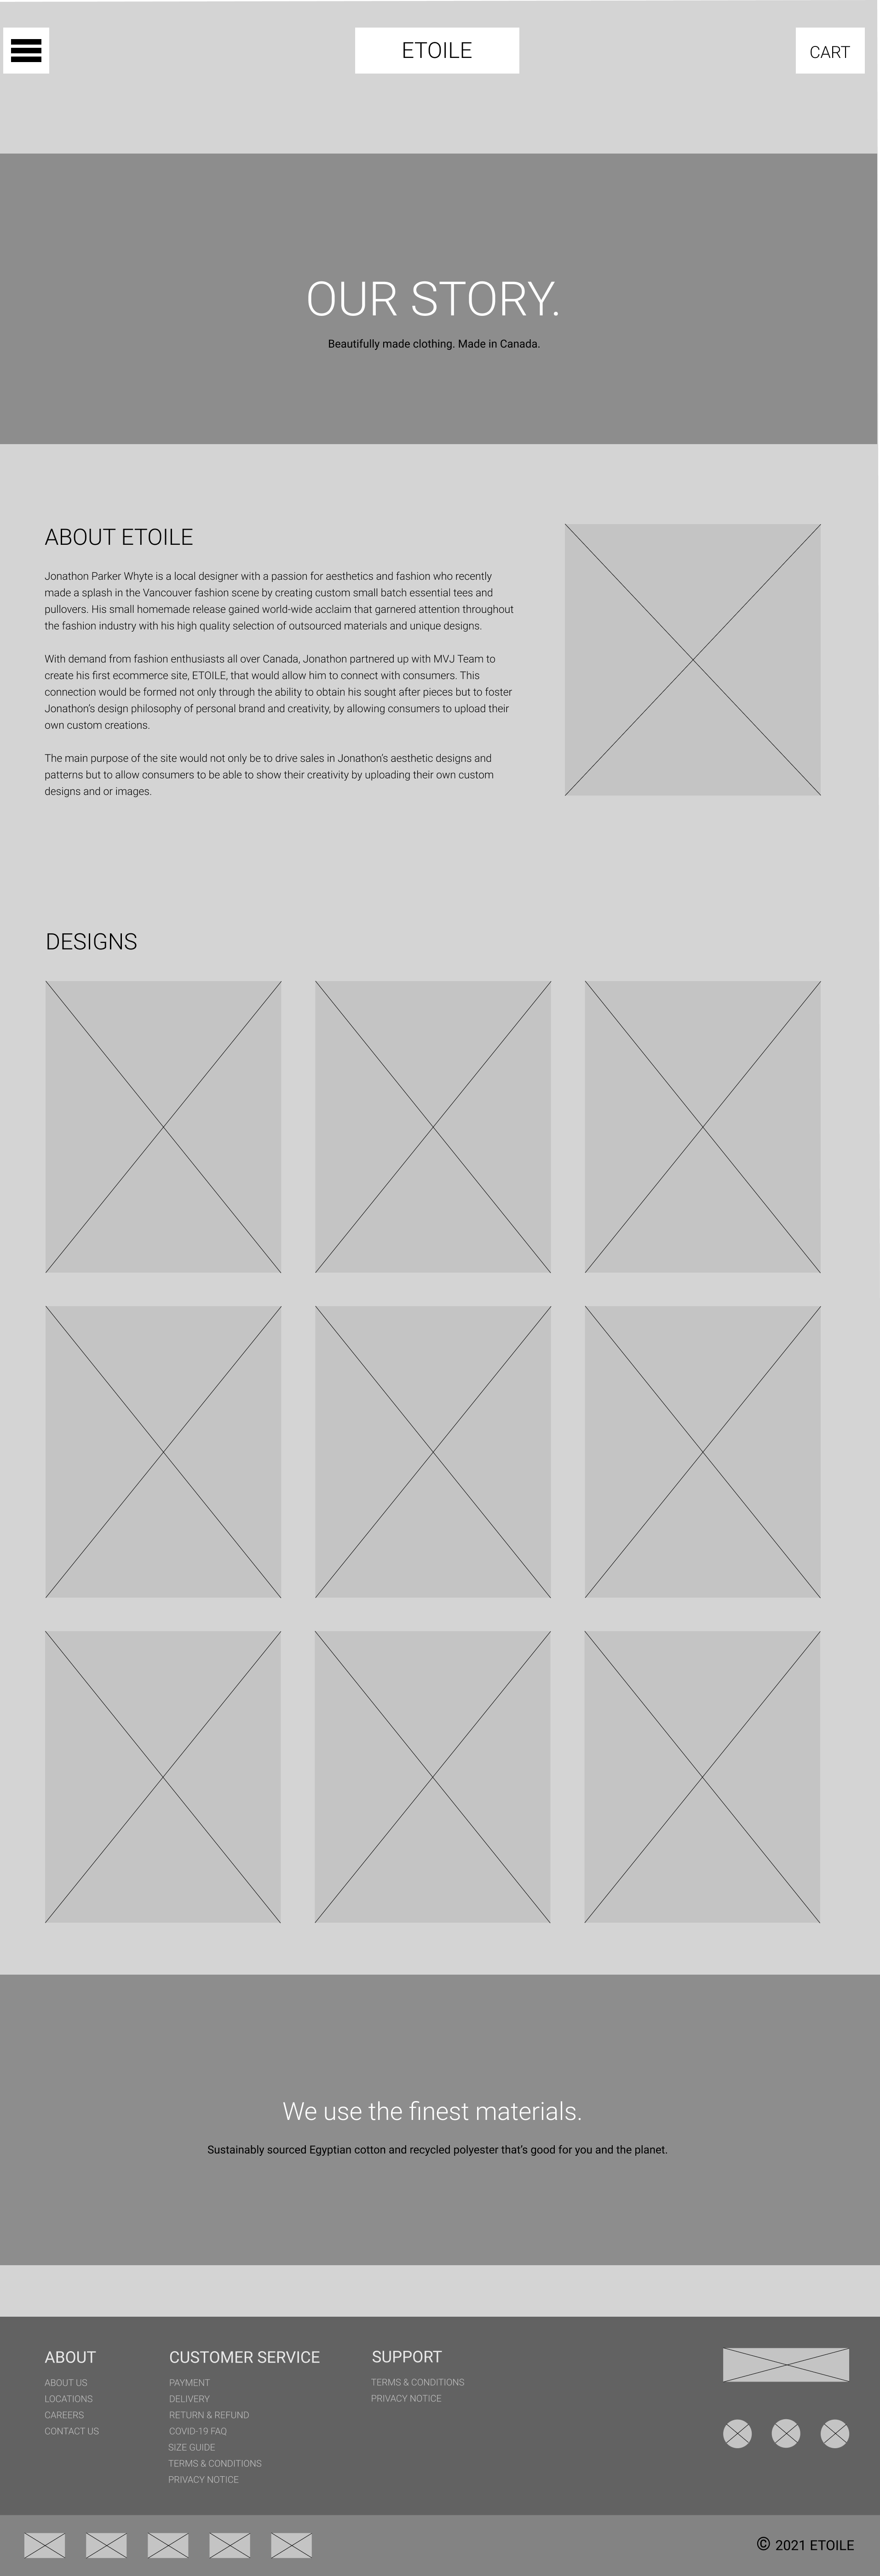 ETOILE
CART
OUR STORY.
Beautifully made clothing. Made in Canada.
ABOUT ETOILE
Jonathon Parker Whyte is a local designer with a passion for aesthetics and fashion who recently
made a splash in the Vancouver fashion scene by creating custom small batch essential tees and
pullovers. His small homemade release gained world-wide acclaim that garnered attention throughout
the fashion industry with his high quality selection of outsourced materials and unique designs.
With demand from fashion enthusiasts all over Canada, Jonathon partnered up with MVJ Team to
create his first ecommerce site, ETOILE, that would allow him to connect with consumers. This
connection would be formed not only through the ability to obtain his sought after pieces but to foster
Jonathon's design philosophy of personal brand and creativity, by allowing consumers to upload their
own custom creations.
The main purpose of the site would not only be to drive sales in Jonathon's aesthetic designs and
patterns but to allow consumers to be able to show their creativity by uploading their own custom
designs and or images.
DESIGNS
We use the finest materials.
Sustainably sourced Egyptian cotton and recycled polyester that's good for you and the planet.
ABOUT
ABOUT US
LOCATIONS
CAREERS
CONTACT US
CUSTOMER SERVICE
PAYMENT
DELIVERY
RETURN & REFUND
COVID-19 FAQ
SIZE GUIDE
TERMS & CONDITIONS
PRIVACY NOTICE
SUPPORT
TERMS & CONDITIONS
PRIVACY NOTICE
© 2021 ETOILE